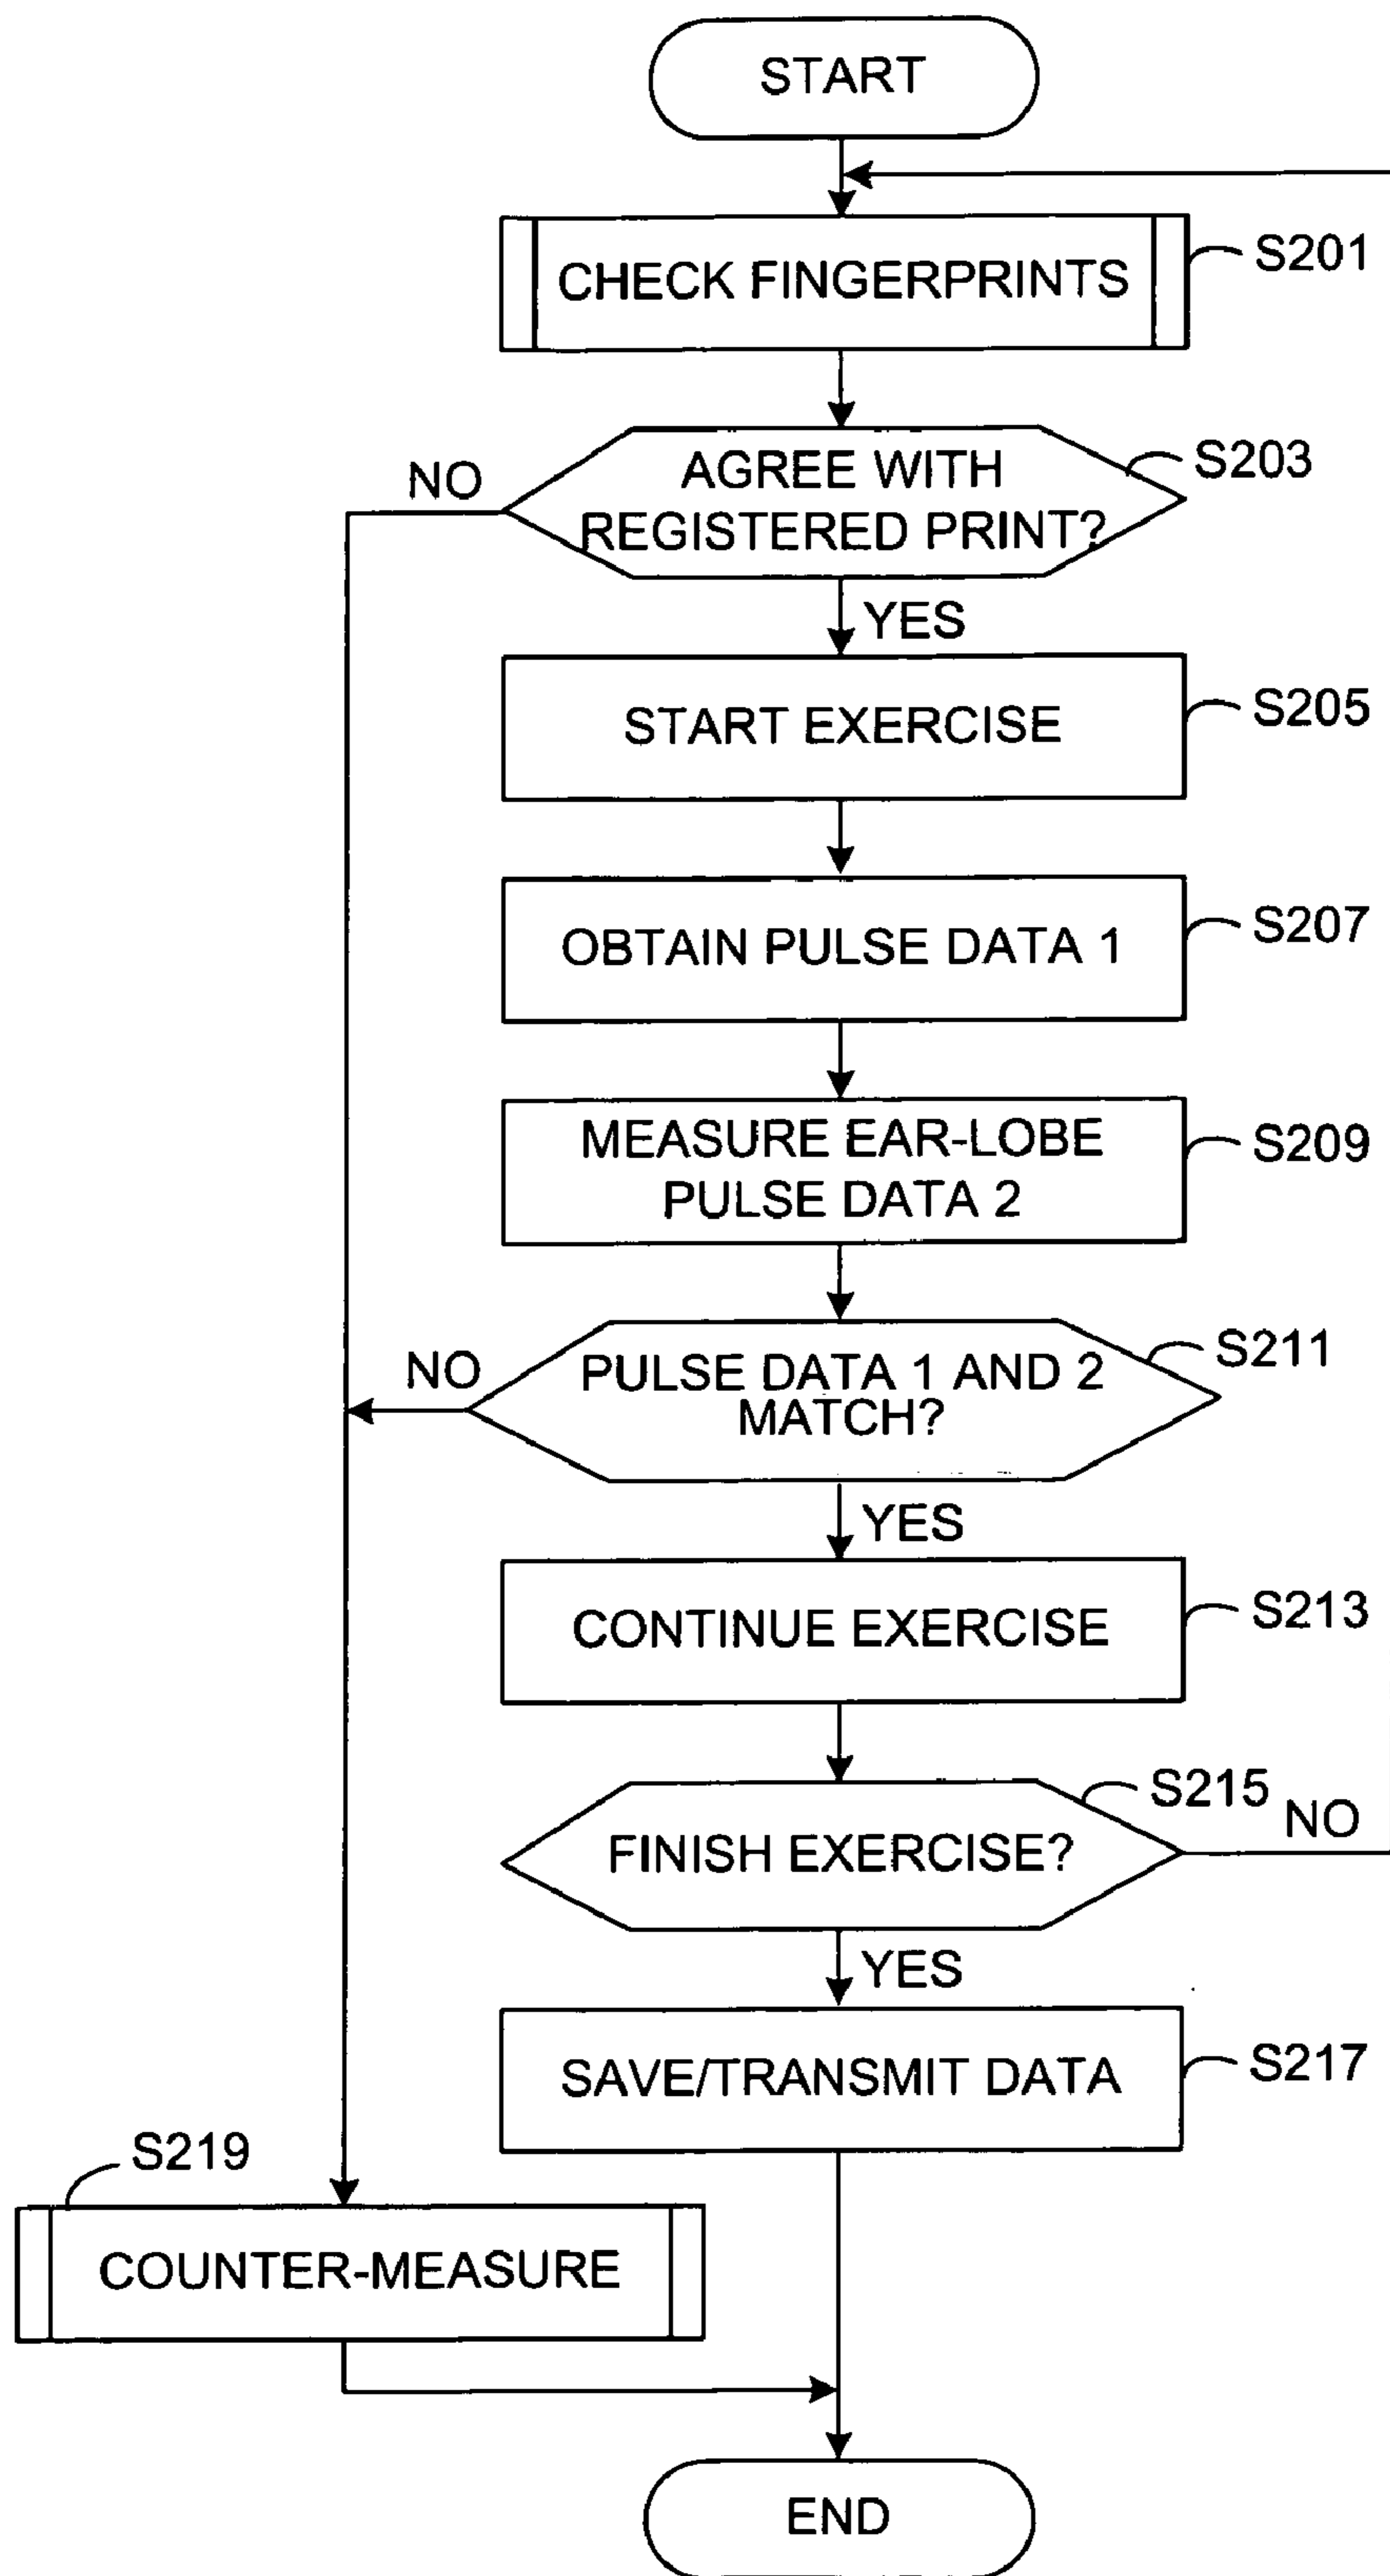 START
CHECK FINGERPRINTS
S201
AGREE WITH
REGISTERED PRINT?
S203
NO
YES
START EXERCISE
S205
OBTAIN PULSE DATA 1
S207
MEASURE EAR-LOBE
PULSE DATA 2
S209
PULSE DATA 1 AND 2
MATCH?
S211
NO
YES
CONTINUE EXERCISE
S213
FINISH EXERCISE?
S215
NO
YES
SAVE/TRANSMIT DATA
S217
S219
COUNTER-MEASURE
END